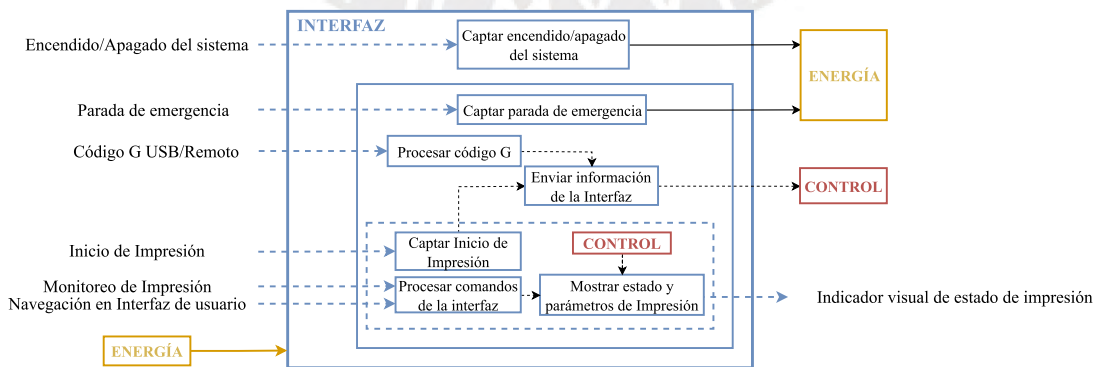 INTERFAZ
Encendido/Apagado del sistema
Captar encendido/apagado
del sistema
ENERGÍA
Parada de emergencia
Captar parada de emergencia
Código G USB/Remoto
Procesar código G
Enviar información
de la Interfaz
CONTROL
Inicio de Impresión
Captar Inicio de
Impresión
CONTROL
Monitoreo de Impresión
Navegación en Interfaz de usuario
Procesar comandos
de la interfaz
Mostrar estado y
parámetros de Impresión
Indicador visual de estado de impresión
ENERGÍA